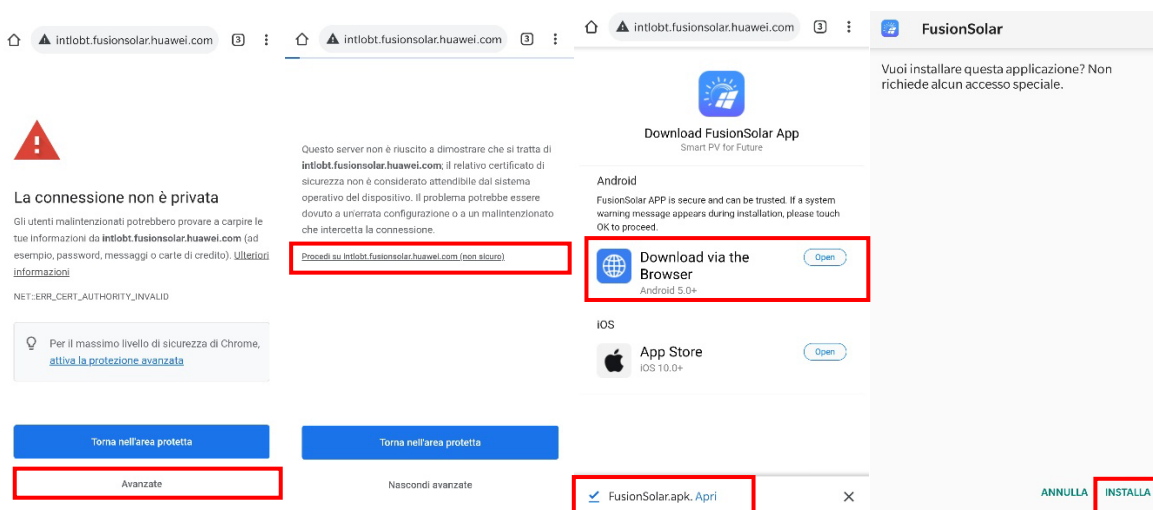 intlobt.fusionsolar.huawei.com
3
La connessione non è privata
Gli utenti malintenzionati potrebbero provare a carpire le
tue informazioni da intlobt.fusionsolar.huawei.com (ad
esempio, password, messaggi o carte di credito). Ulteriori
informazioni
NET::ERR_CERT_AUTHORITY_INVALID
Per il massimo livello di sicurezza di Chrome,
attiva la protezione avanzata
Torna nell'area protetta
Avanzate
intlobt.fusionsolar.huawei.com
3
Questo server non è riuscito a dimostrare che si tratta di
intlobt.fusionsolar.huawei.com; il relativo certificato di
sicurezza non è considerato attendibile dal sistema
operativo del dispositivo. Il problema potrebbe essere
dovuto a un'errata configurazione o a un malintenzionato
che intercetta la connessione.
Procedi su intlobt.fusionsolar.huawei.com (non sicuro)
Torna nell'area protetta
Nascondi avanzate
intlobt.fusionsolar.huawei.com
3
Download FusionSolar App
Smart PV for Future
Android
FusionSolar APP is secure and can be trusted. If a system
warning message appears during installation, please touch
OK to proceed.
Download via the
Browser
Open
Android 5.0+
iOS
App Store
Open
iOS 10.0+
FusionSolar.apk. Apri
FusionSolar
Vuoi installare questa applicazione? Non
richiede alcun accesso speciale.
ANNULLA
INSTALLA